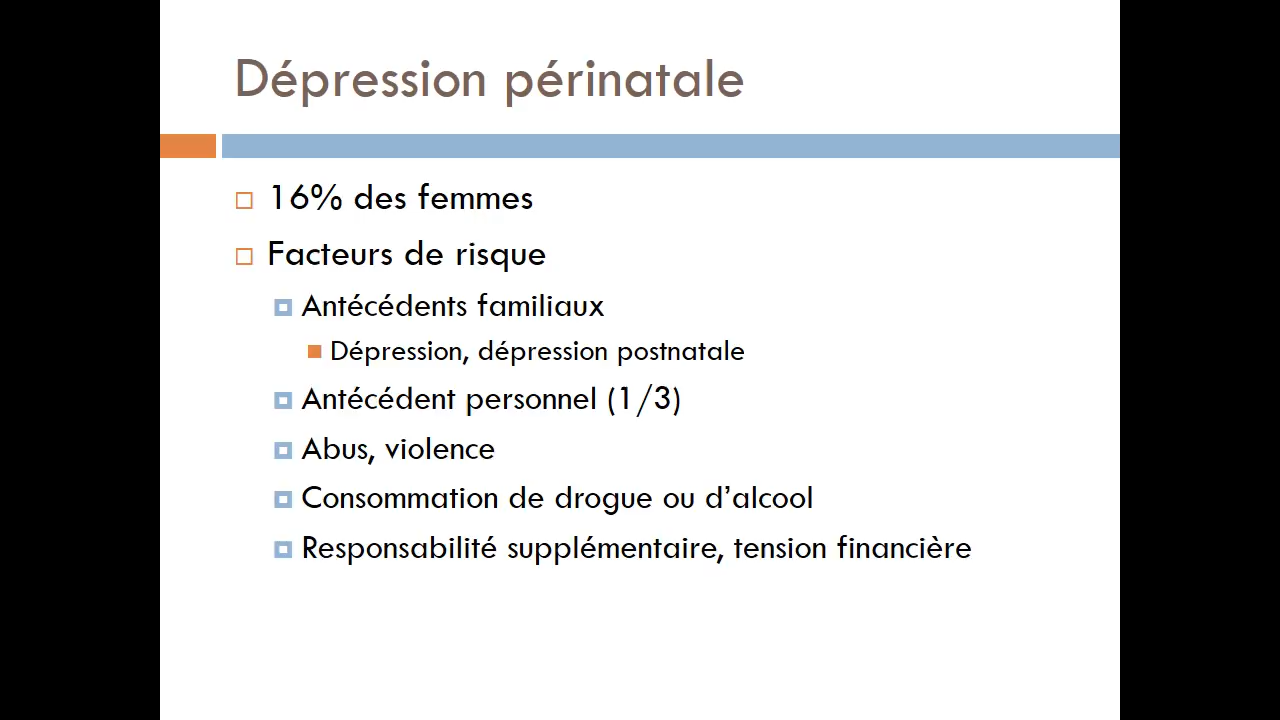 Dépression périnatale
16% des femmes
Facteurs de risque
Antécédents familiaux
Dépression, dépression postnatale
Antécédent personnel (1/3)
Abus, violence
Consommation de drogue ou d’alcool
Responsabilité supplémentaire, tension financière